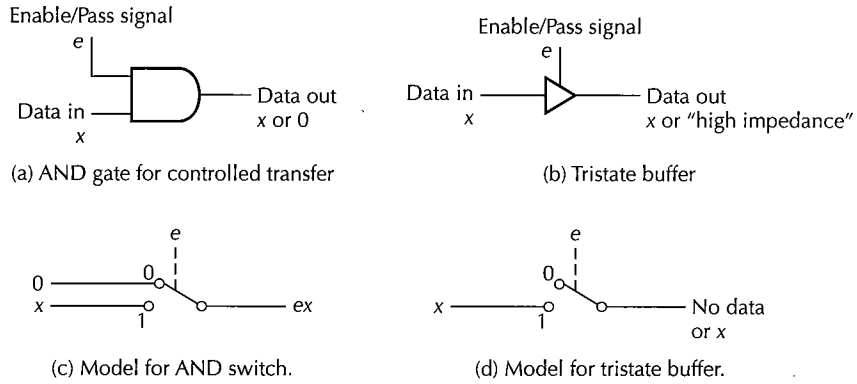 Enable/Pass signal
e
Data in
x
Data out
x or 0
(a) AND gate for controlled transfer
Enable/Pass signal
e
Data in
x
Data out
x or “high impedance”
(b) Tristate buffer
e
0
0
x
1
ex
(c) Model for AND switch.
e
0
x
1
No data
or x
(d) Model for tristate buffer.